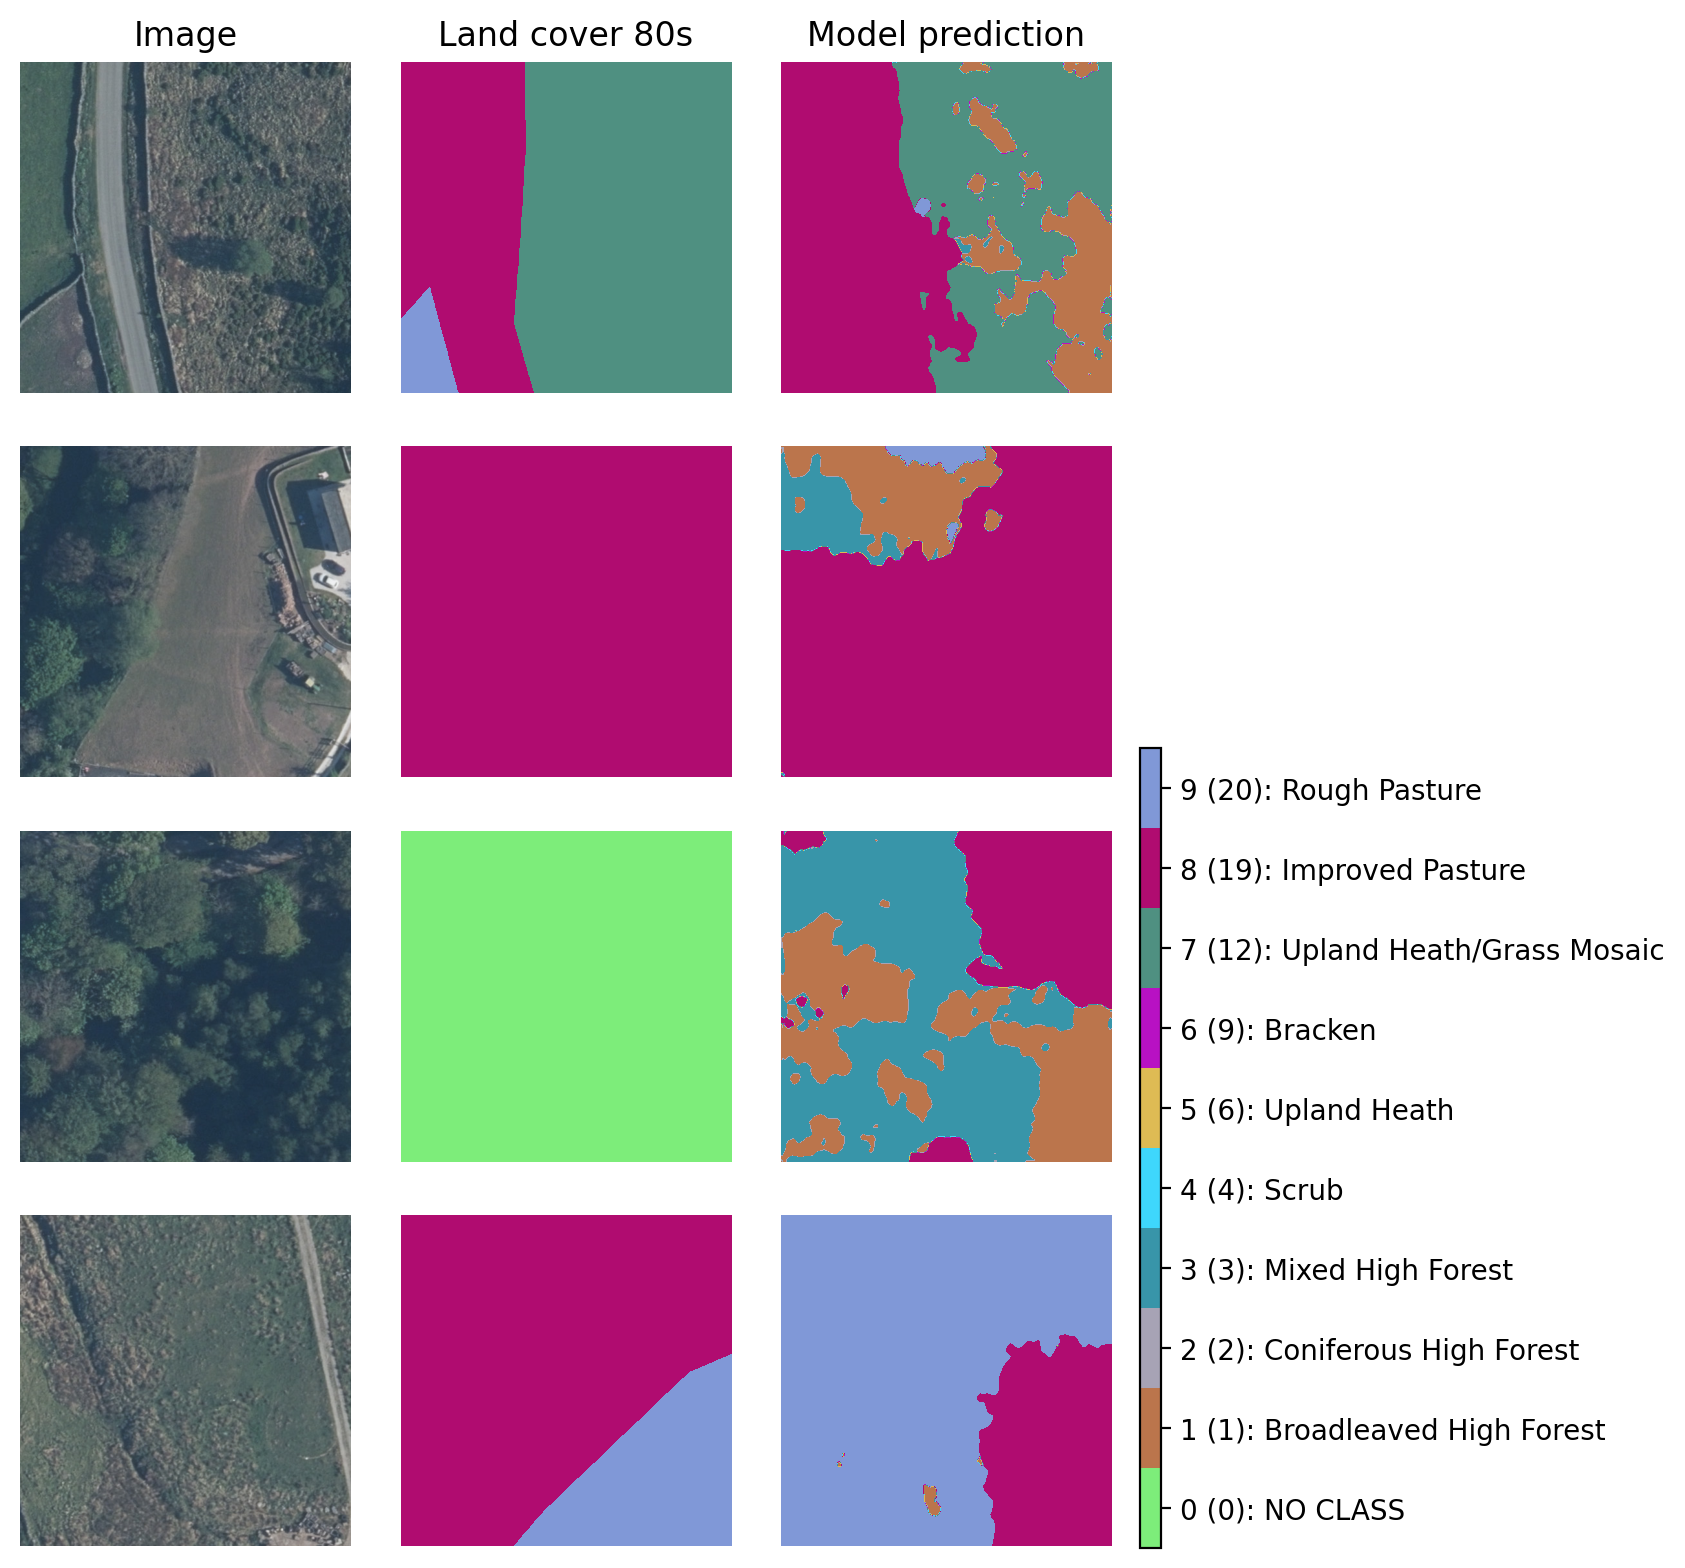 Image
Land cover 80s
Model prediction
9 (20): Rough Pasture
8 (19): Improved Pasture
7 (12): Upland Heath/Grass Mosaic
6 (9): Bracken
5 (6): Upland Heath
4 (4): Scrub
3 (3): Mixed High Forest
2 (2): Coniferous High Forest
1 (1): Broadleaved High Forest
0 (0): NO CLASS